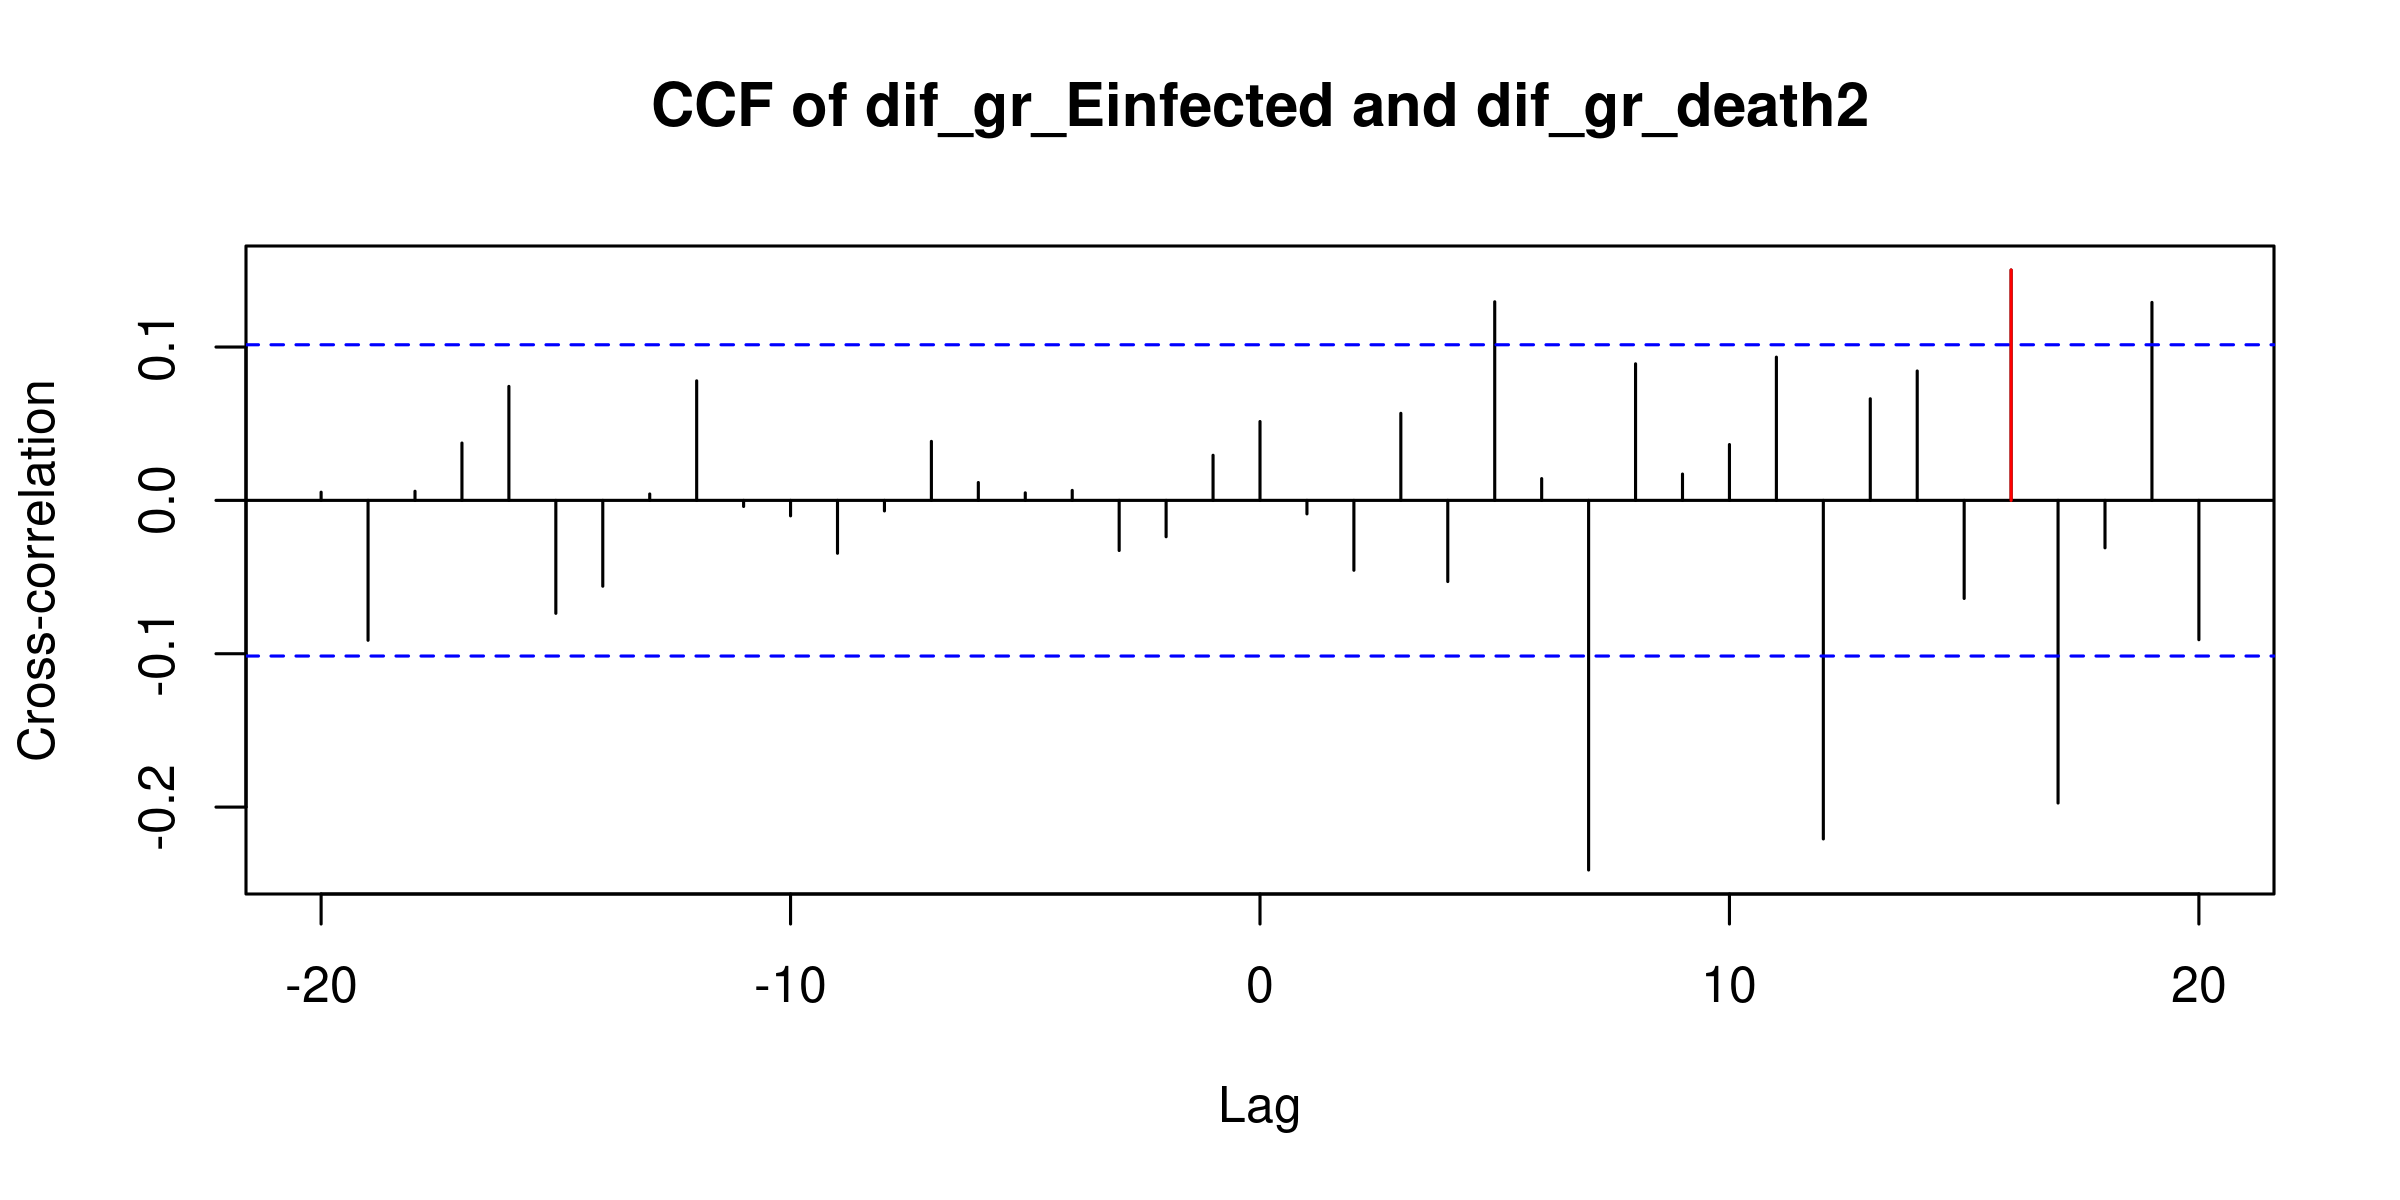 CCF of dif_gr_Einfected and dif_gr_death2
Cross-correlation
0.1
0.0
-0.1
-0.2
-20 -10 0 10 20
Lag